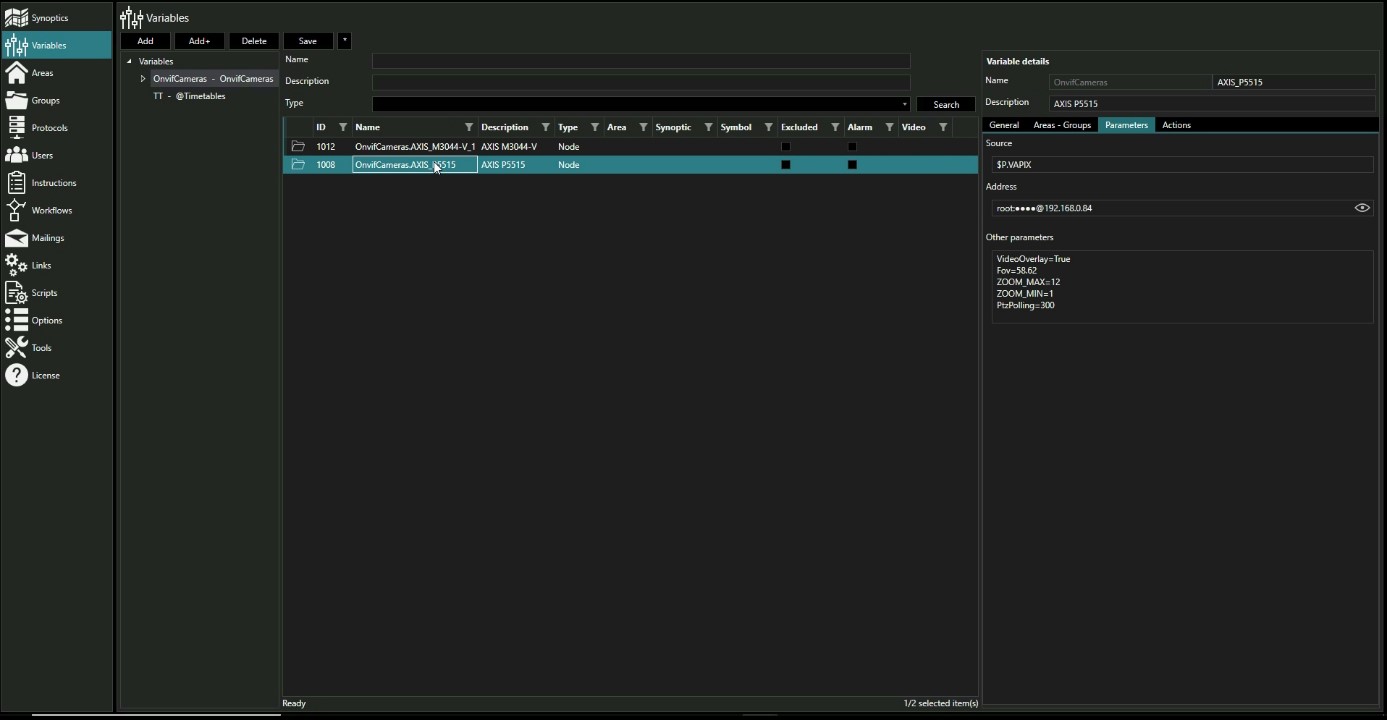 Synoptics
Variables
Areas
Groups
Protocols
Users
Instructions
Workflows
Mailings
Links
Scripts
Options
Tools
License
Variables
Add Add+ Delete Save
Variables
OnvifCameras - OnvifCameras
TT - @Timetables
Name
Description
Type Search
ID Name Description Type Area Synoptic Symbol Excluded Alarm Video
1012 OnvifCameras.AXIS_M3044-V_1 AXIS M3044-V Node
1008 OnvifCameras.AXIS_P5515 AXIS P5515 Node
Ready 1/2 selected item(s)
Variable details
Name OnvifCameras AXIS_P5515
Description AXIS P5515
General Areas - Groups Parameters Actions
Source
$P.VAPIX
Address
root:●●●●@192.168.0.84
Other parameters
VideoOverlay=True
Fov=58.62
ZOOM_MAX=12
ZOOM_MIN=1
PtzPolling=300